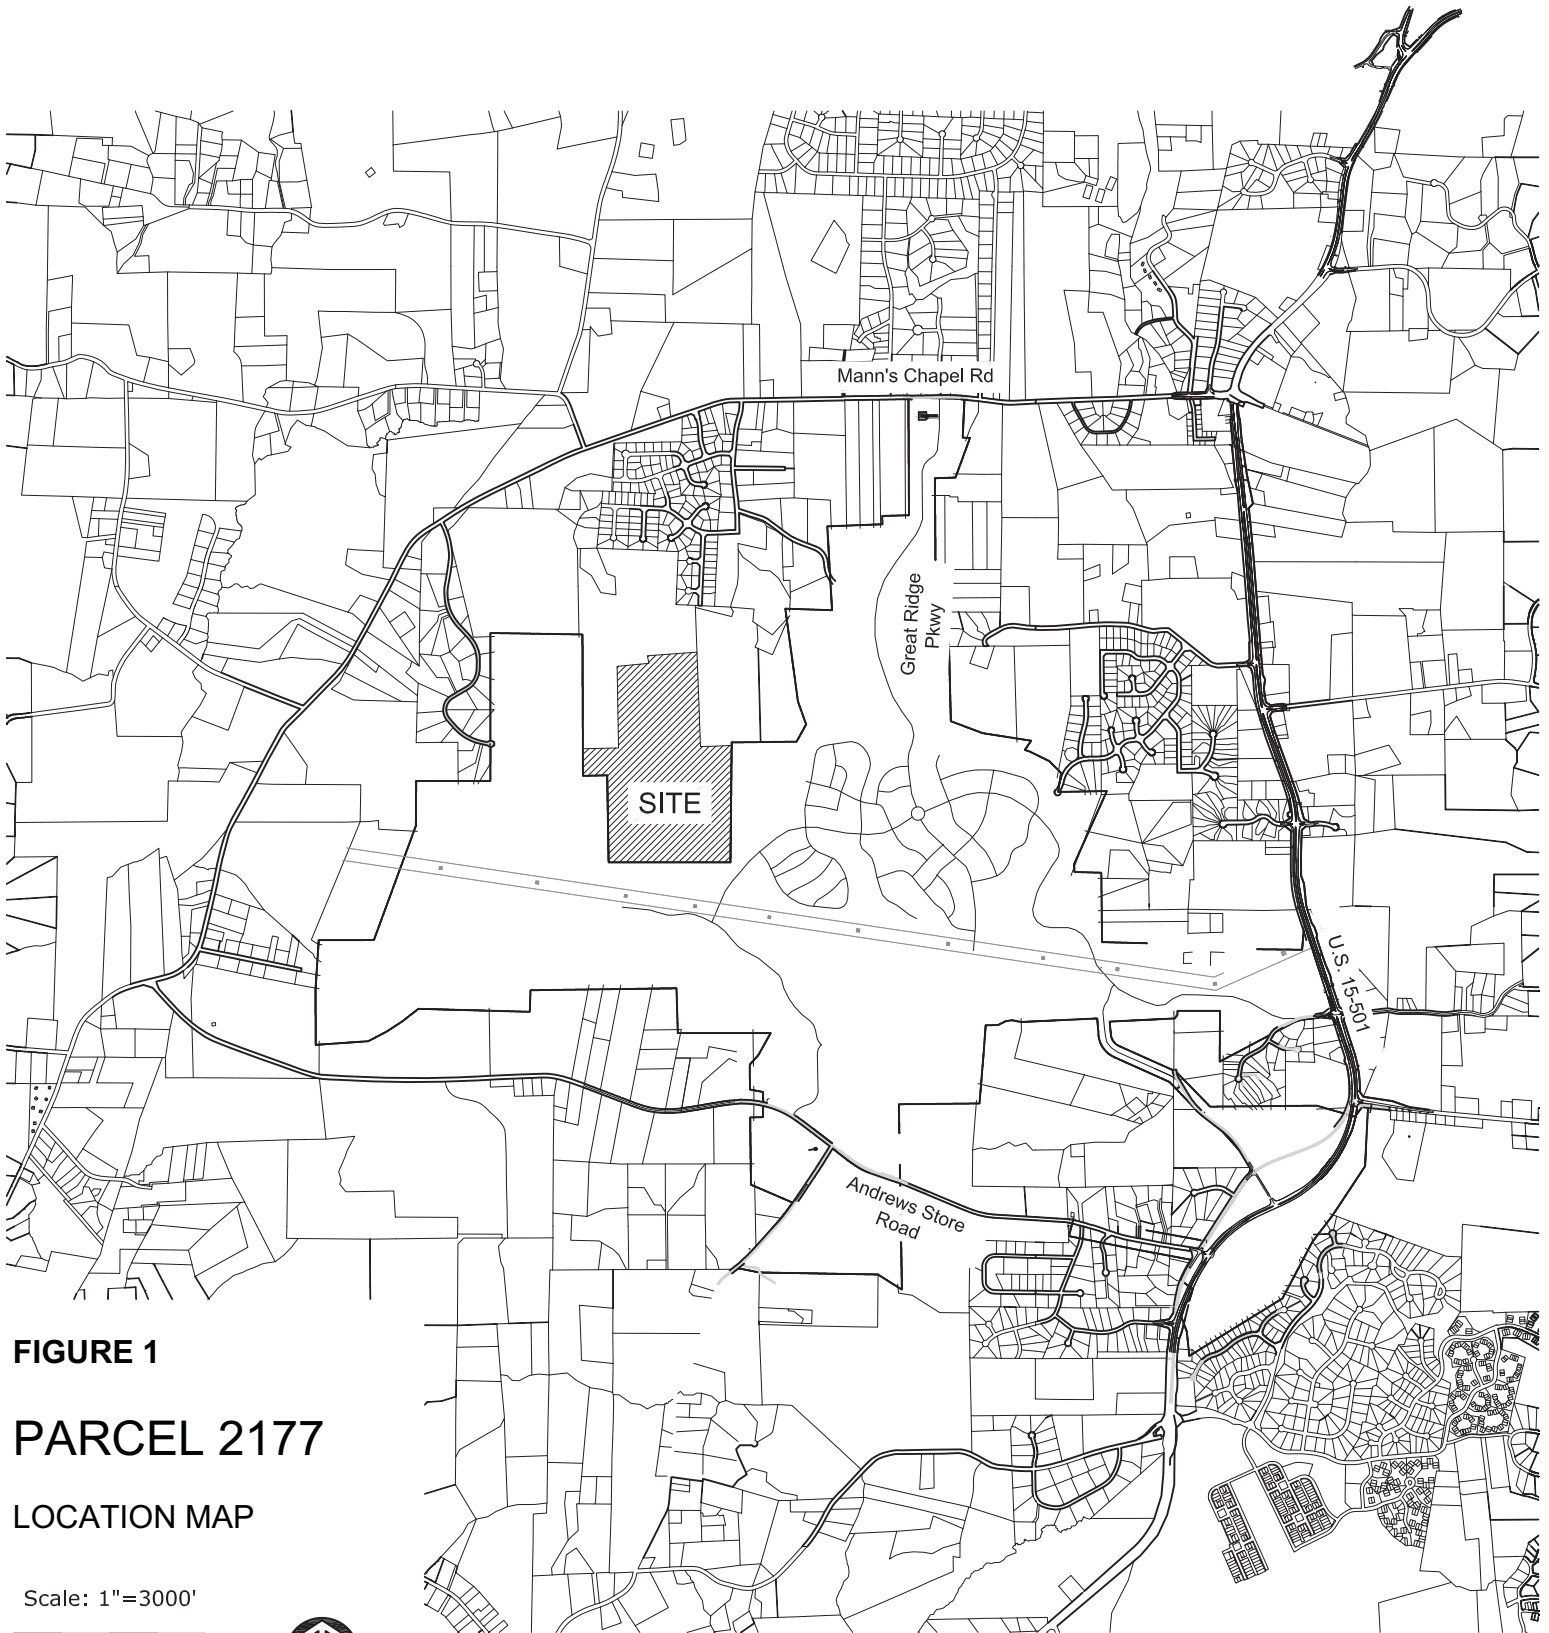 Mann's Chapel Rd
Great Ridge
Pkwy
SITE
U.S. 15-501
Andrews Store
Road
FIGURE 1
PARCEL 2177
LOCATION MAP
Scale: 1"=3000'